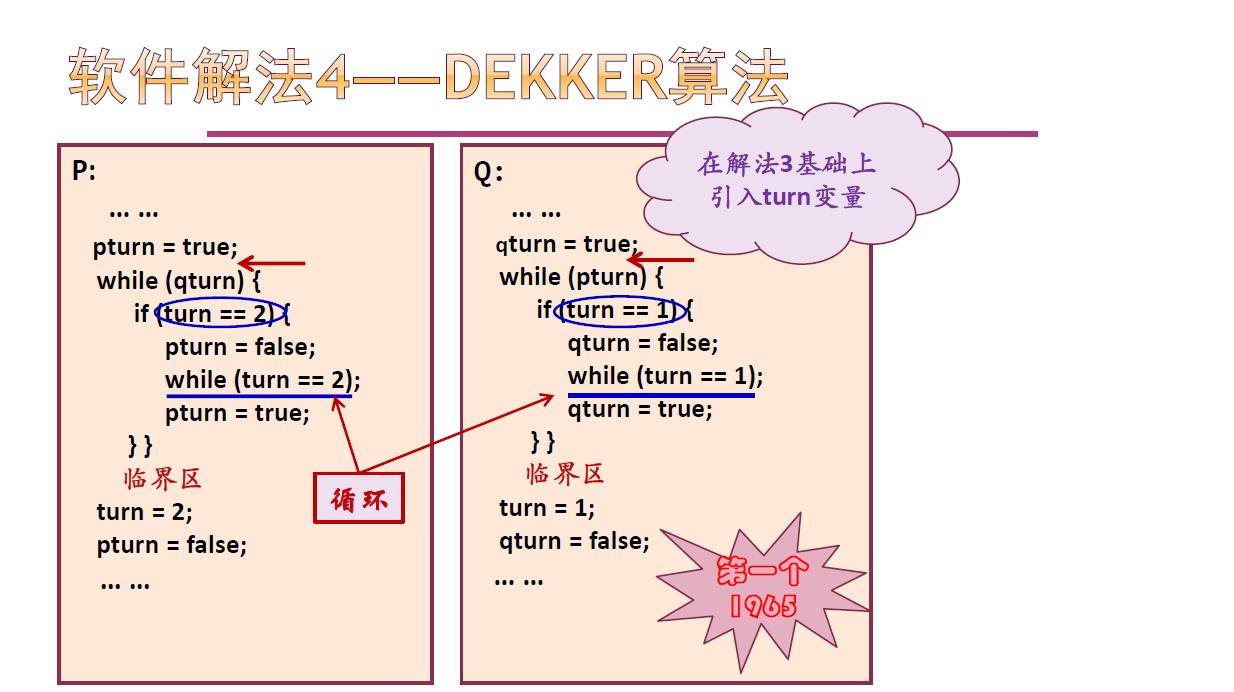 软件解法4——DEKKER算法
在解法3基础上
引入turn变量
P:
... ...
pturn = true;
while (qturn) {
if (turn == 2) {
pturn = false;
while (turn == 2);
pturn = true;
} }
临界区
turn = 2;
pturn = false;
... ...
循环
Q:
... ...
qturn = true;
while (pturn) {
if (turn == 1) {
qturn = false;
while (turn == 1);
qturn = true;
} }
临界区
turn = 1;
qturn = false;
... ...
第一个
1965